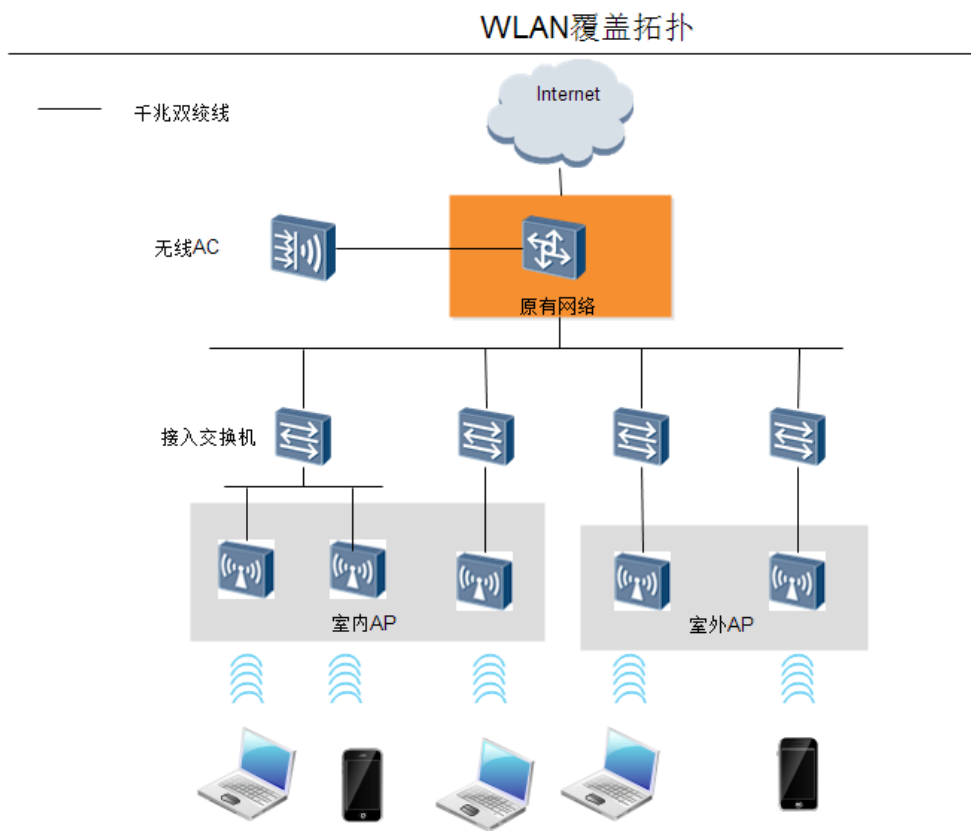 WLAN覆盖拓扑
Internet
千兆双绞线
无线AC
原有网络
接入交换机
室内AP
室外AP